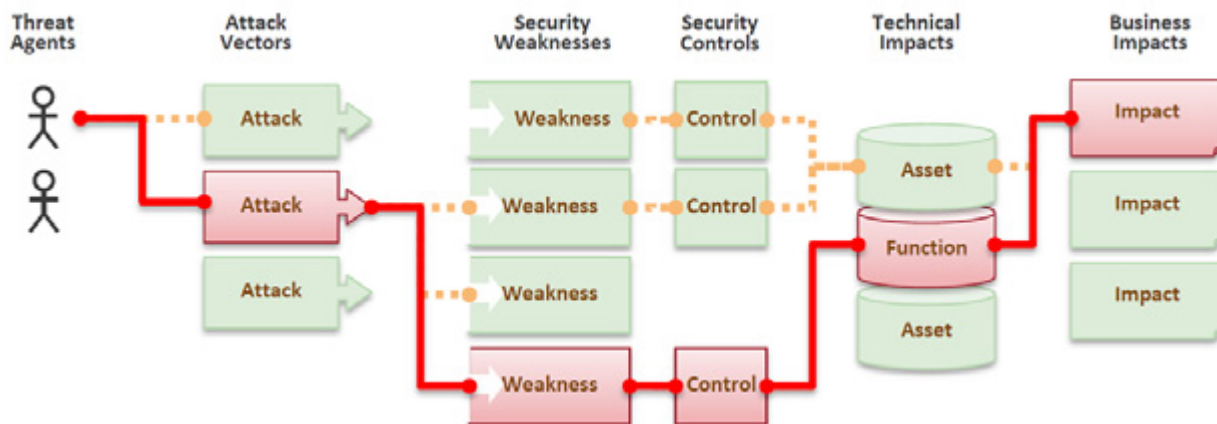 Threat Agents
Attack Vectors
Security Weaknesses
Security Controls
Technical Impacts
Business Impacts
Attack
Weakness
Control
Impact
Asset
Attack
Weakness
Control
Impact
Function
Attack
Weakness
Impact
Asset
Weakness
Control